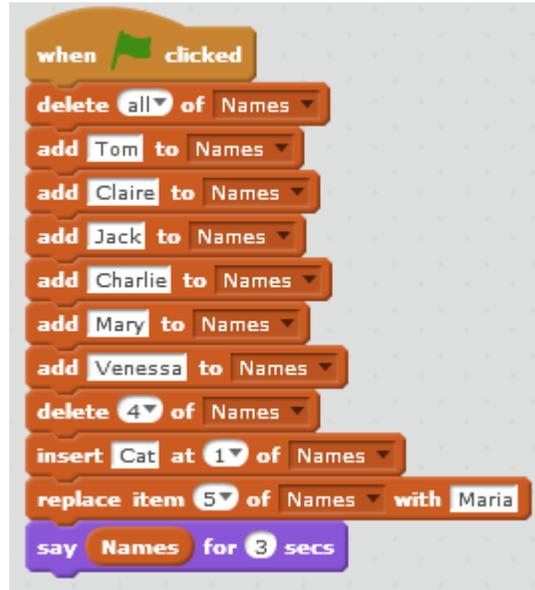 when clicked
delete all of Names
add Tom to Names
add Claire to Names
add Jack to Names
add Charlie to Names
add Mary to Names
add Venessa to Names
delete 4 of Names
insert Cat at 1 of Names
replace item 5 of Names with Maria
say Names for 3 secs